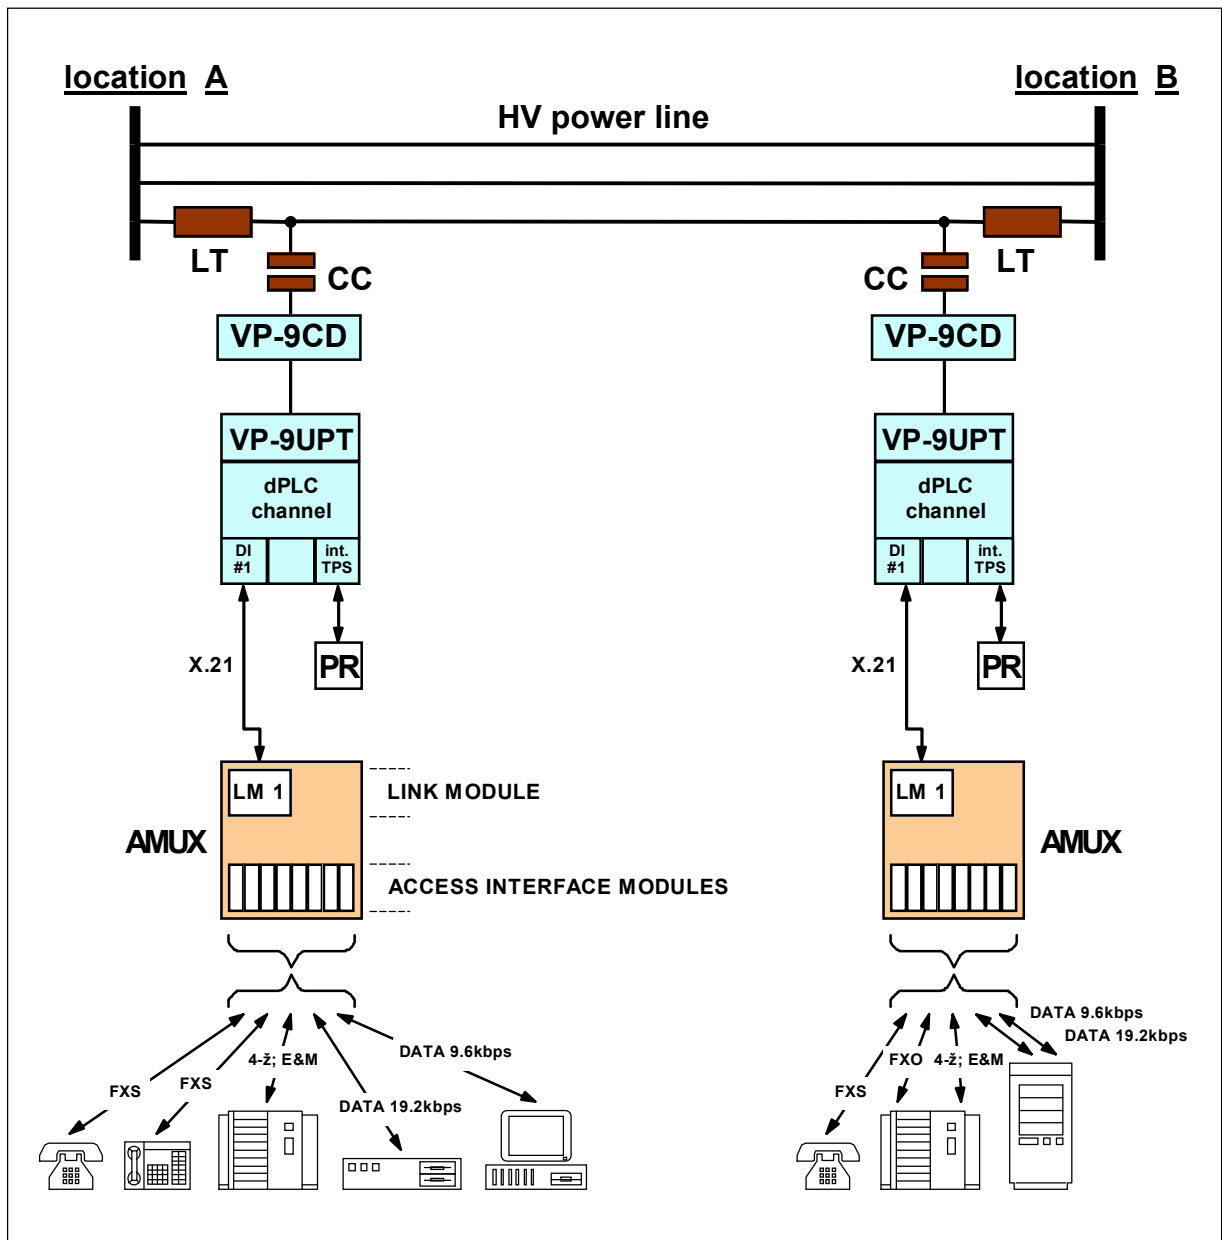 location A
location B
HV power line
LT
CC
CC
LT
VP-9CD
VP-9CD
VP-9UPT
VP-9UPT
dPLC
channel
dPLC
channel
DI
#1
int.
TPS
DI
#1
int.
TPS
X.21
PR
X.21
PR
LM 1
LINK MODULE
LM 1
AMUX
AMUX
ACCESS INTERFACE MODULES
DATA 9.6kbps
DATA 19.2kbps
FXS
FXS
4-ž; E&M
DATA 9.6kbps
DATA 19.2kbps
FXS
FXO
4-ž; E&M